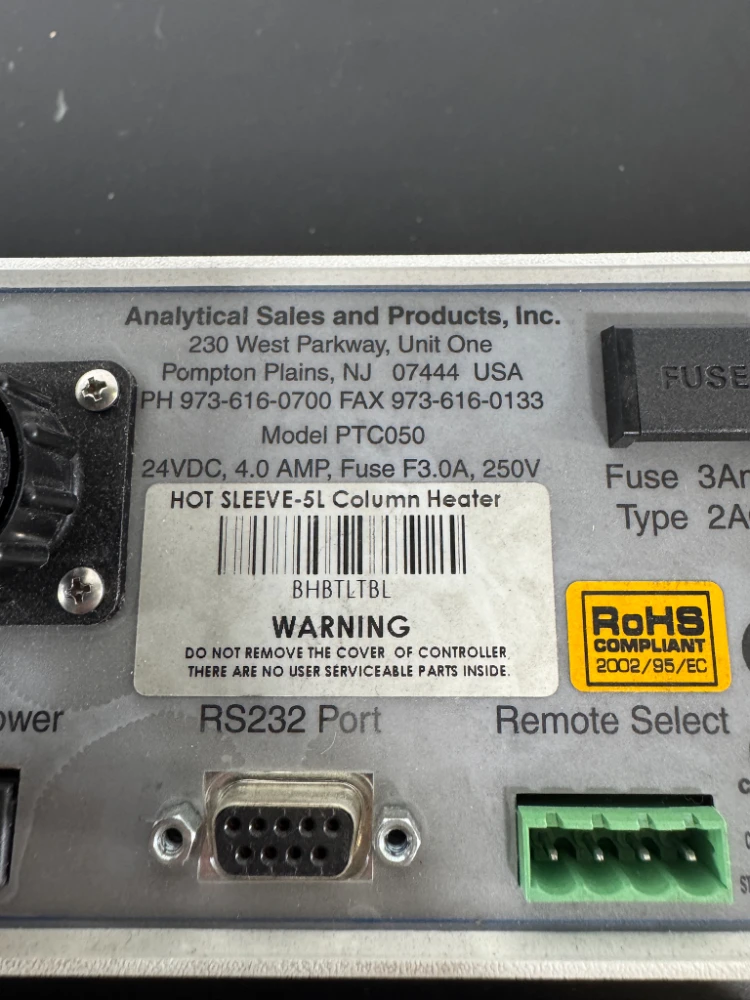 Analytical Sales and Products, Inc.
230 West Parkway, Unit One
Pompton Plains, NJ 07444 USA
PH 973-616-0700 FAX 973-616-0133
Model PTC050
24VDC, 4.0 AMP, Fuse F3.0A, 250V
FUSE
Fuse 3A
Type 2A
HOT SLEEVE-5L Column Heater
BHBTLTBL
WARNING
DO NOT REMOVE THE COVER OF CONTROLLER
THERE ARE NO USER SERVICEABLE PARTS INSIDE.
RoHS
COMPLIANT
2002/95/EC
ower
RS232 Port
Remote Select